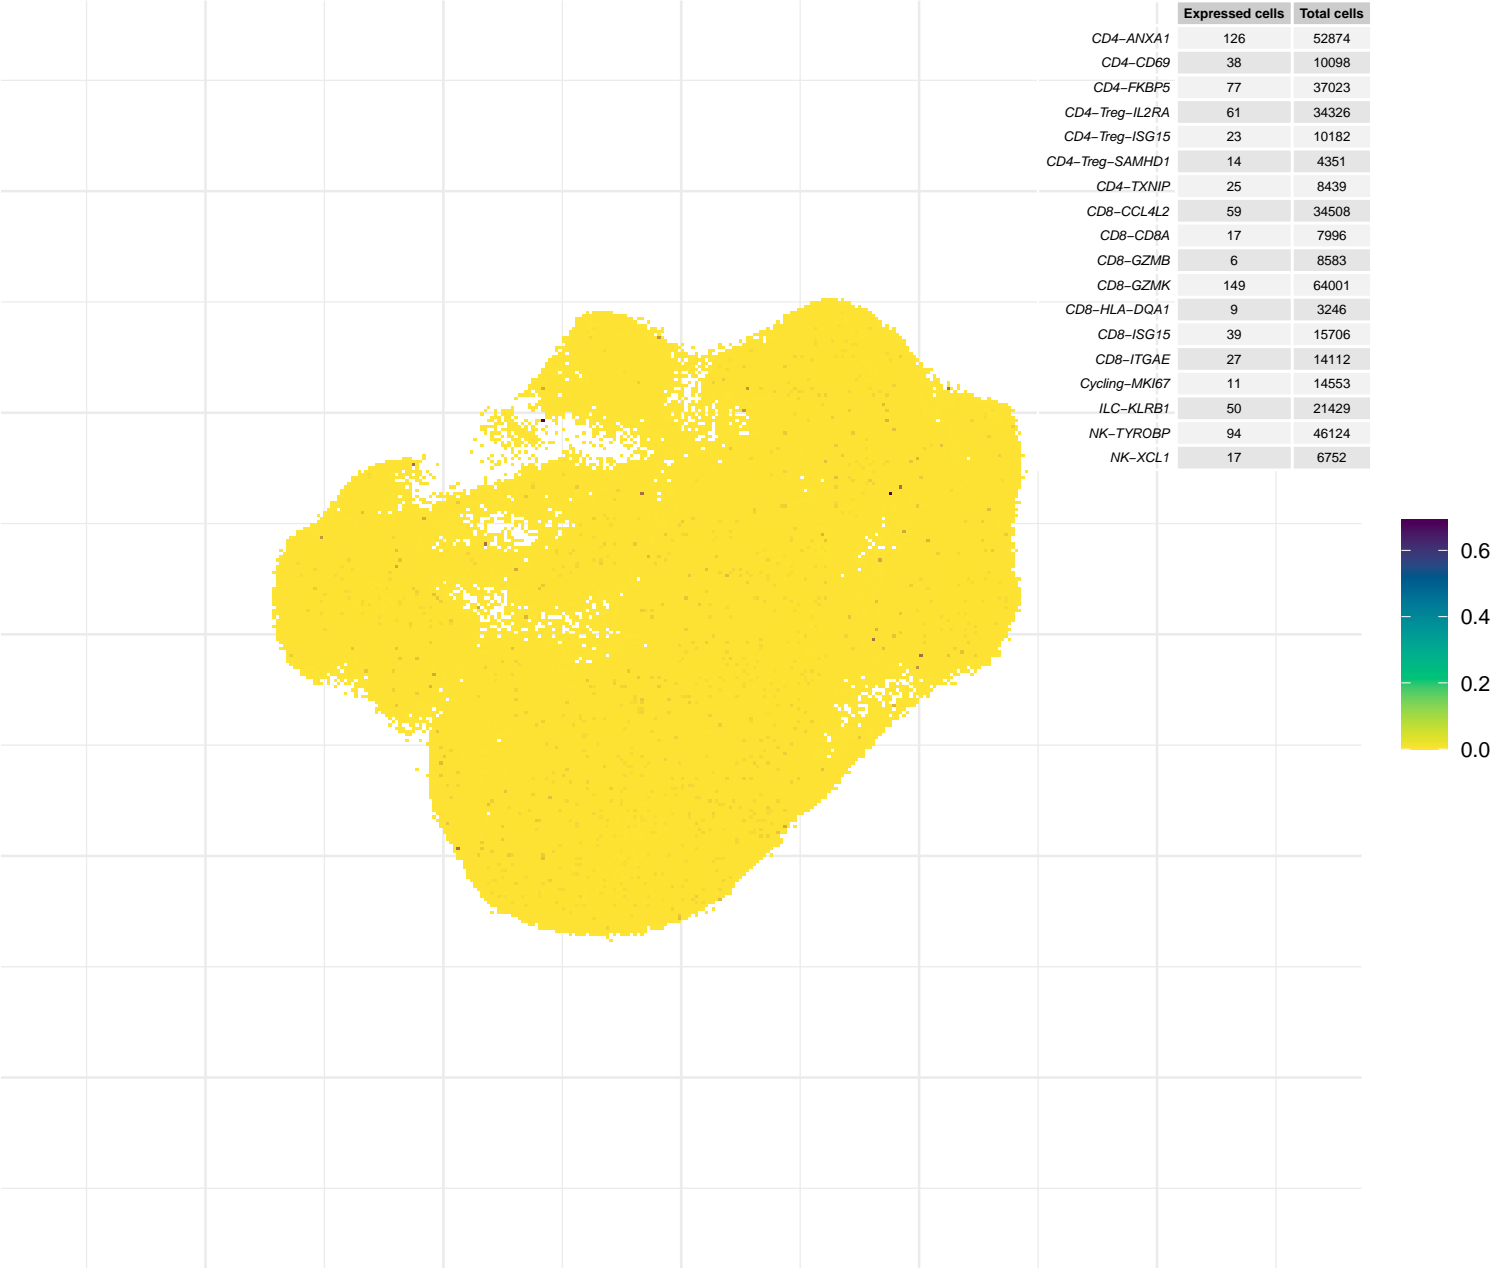 Expressed cells Total cells
CD4−ANXA1 126 52874
CD4−CD69 38 10098
CD4−FKBP5 77 37023
CD4−Treg−IL2RA 61 34326
CD4−Treg−ISG15 23 10182
CD4−Treg−SAMHD1 14 4351
CD4−TXNIP 25 8439
CD8−CCL4L2 59 34508
CD8−CD8A 17 7996
CD8−GZMB 6 8583
CD8−GZMK 149 64001
CD8−HLA−DQA1 9 3246
CD8−ISG15 39 15706
CD8−ITGAE 27 14112
Cycling−MKI67 11 14553
ILC−KLRB1 50 21429
NK−TYROBP 94 46124
NK−XCL1 17 6752
0.6
0.4
0.2
0.0